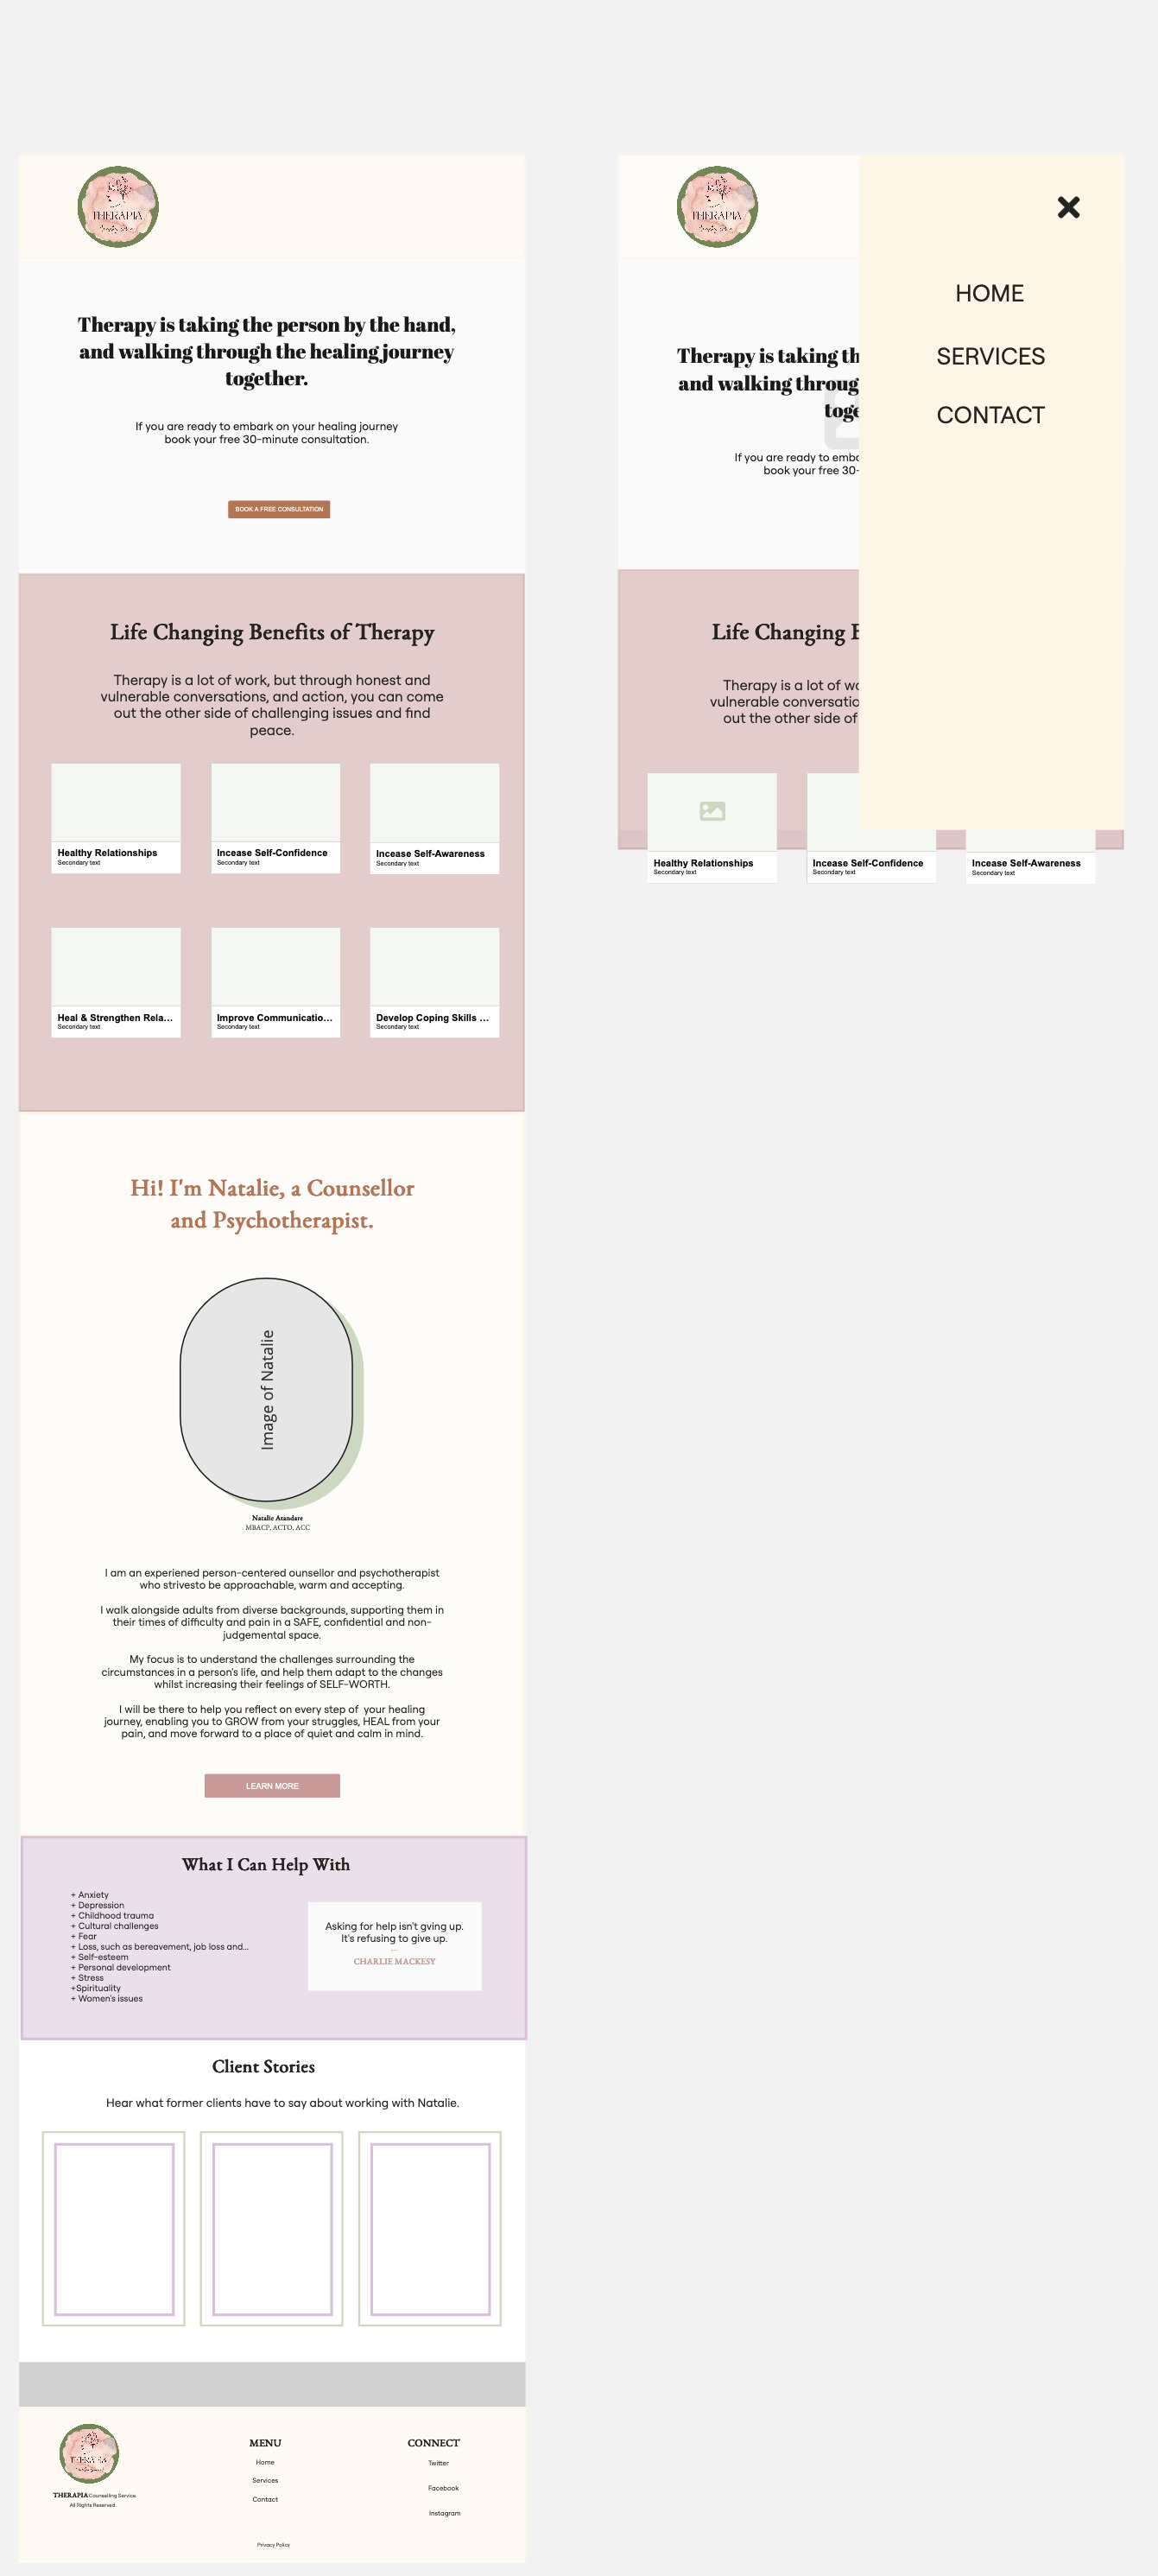 THERAPIA
Therapy is taking the person by the hand,
and walking through the healing journey
together.
If you are ready to embark on your healing journey
book your free 30-minute consultation.
BOOK A FREE CONSULTATION
Life Changing Benefits of Therapy
Therapy is a lot of work, but through honest and
vulnerable conversations, and action, you can come
out the other side of challenging issues and find
peace.
Healthy Relationships
Secondary text
Incease Self-Confidence
Secondary text
Incease Self-Awareness
Secondary text
Heal & Strengthen Rela...
Secondary text
Improve Communicatio...
Secondary text
Develop Coping Skills ...
Secondary text
Hi! I'm Natalie, a Counsellor
and Psychotherapist.
Image of Natalie
Natalie Atandare
MBACP, ACTO, ACC
I am an experienced person-centered ounsellor and psychotherapist
who strivesto be approachable, warm and accepting.
I walk alongside adults from diverse backgrounds, supporting them in
their times of difficulty and pain in a SAFE, confidential and non-
judgemental space.
My focus is to understand the challenges surrounding the
circumstances in a person's life, and help them adapt to the changes
whilst increasing their feelings of SELF-WORTH.
I will be there to help you reflect on every step of your healing
journey, enabling you to GROW from your struggles, HEAL from your
pain, and move forward to a place of quiet and calm in mind.
LEARN MORE
What I Can Help With
+ Anxiety
+ Depression
+ Childhood trauma
+ Cultural challenges
+ Fear
+ Loss, such as bereavement, job loss and...
+ Self-esteem
+ Personal development
+ Stress
+Spirituality
+ Women's issues
Asking for help isn't gving up.
It's refusing to give up.
CHARLIE MACKESY
Client Stories
Hear what former clients have to say about working with Natalie.
THERAPIA
THERAPIA Counselling Service.
All Rights Reserved.
MENU
Home
Services
Contact
Privacy Policy
CONNECT
Twitter
Facebook
Instagram
THERAPIA
HOME
SERVICES
CONTACT
Therapy is taking th
and walking throug
toge
If you are ready to emb
book your free 30-
Life Changing
Therapy is a lot of wo
vulnerable conversatio
out the other side of
Healthy Relationships
Secondary text
Incease Self-Confidence
Secondary text
Incease Self-Awareness
Secondary text